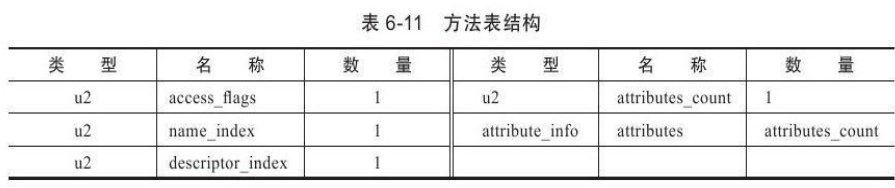 表 6-11 方法表结构
类 型 名 称 数 量 类 型 名 称 数 量
u2 access_flags 1 u2 attributes_count 1
u2 name_index 1 attribute_info attributes attributes_count
u2 descriptor_index 1